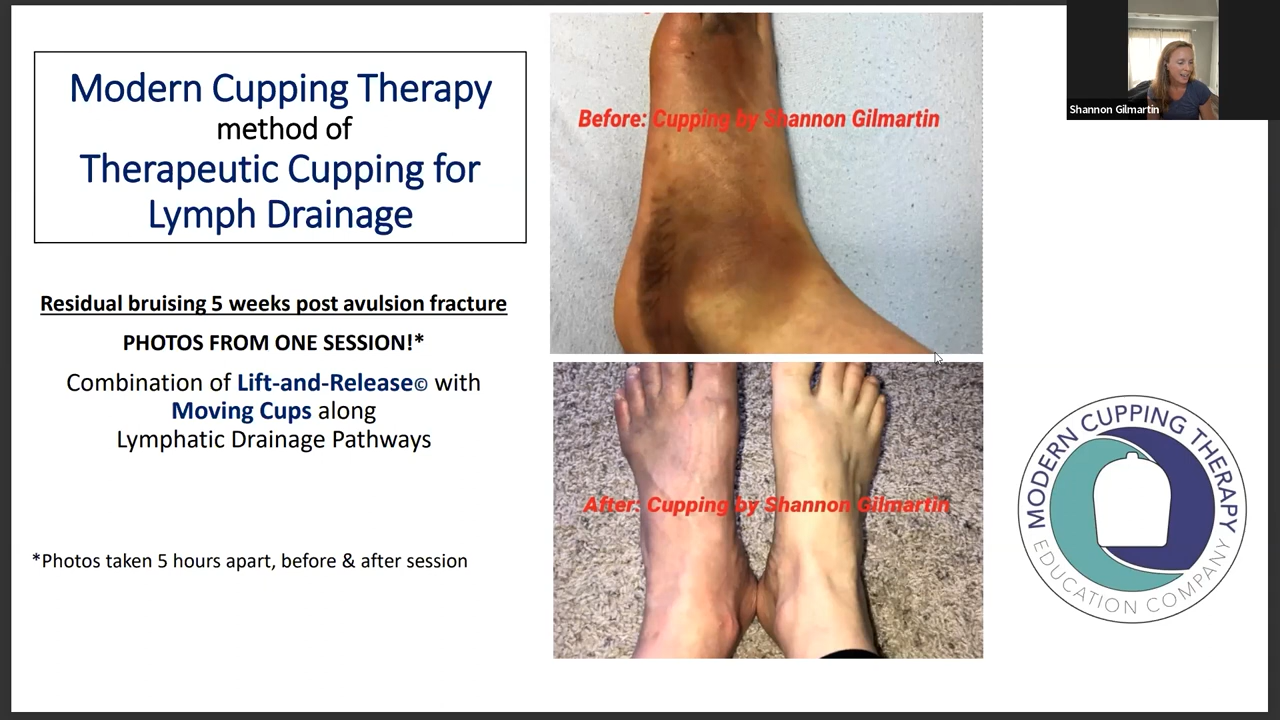 Modern Cupping Therapy
method of
Therapeutic Cupping for
Lymph Drainage
Residual bruising 5 weeks post avulsion fracture
PHOTOS FROM ONE SESSION!*
Combination of Lift-and-Release© with
Moving Cups along
Lymphatic Drainage Pathways
*Photos taken 5 hours apart, before & after session
Before: Cupping by Shannon Gilmartin
After: Cupping by Shannon Gilmartin
Shannon Gilmartin
MODERN CUPPING THERAPY
EDUCATION COMPANY